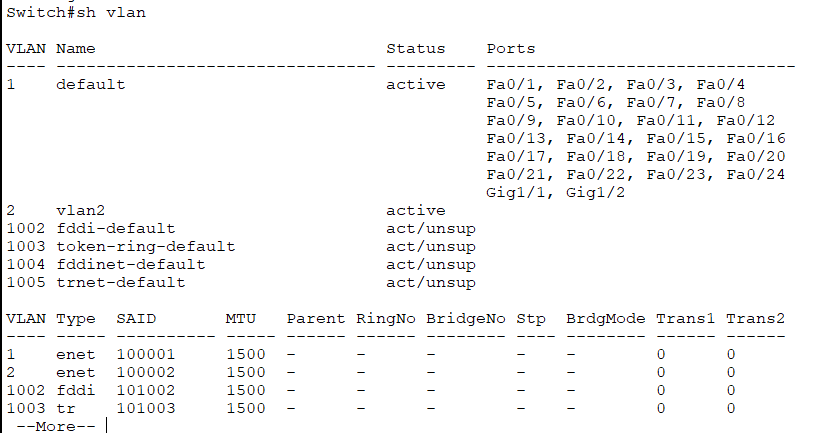 Switch#sh vlan
VLAN Name                             Status    Ports
---- -------------------------------- --------- -------------------------------
1    default                          active    Fa0/1, Fa0/2, Fa0/3, Fa0/4
                                                Fa0/5, Fa0/6, Fa0/7, Fa0/8
                                                Fa0/9, Fa0/10, Fa0/11, Fa0/12
                                                Fa0/13, Fa0/14, Fa0/15, Fa0/16
                                                Fa0/17, Fa0/18, Fa0/19, Fa0/20
                                                Fa0/21, Fa0/22, Fa0/23, Fa0/24
                                                Gig1/1, Gig1/2
2    vlan2                            active
1002 fddi-default                     act/unsup
1003 token-ring-default               act/unsup
1004 fddinet-default                  act/unsup
1005 trnet-default                    act/unsup
VLAN Type  SAID       MTU   Parent RingNo BridgeNo Stp  BrdgMode Trans1 Trans2
---- ----- ---------- ----- ------ ------ -------- ---- -------- ------ ------
1    enet  100001     1500  -      -      -        -    -        0      0
2    enet  100002     1500  -      -      -        -    -        0      0
1002 fddi  101002     1500  -      -      -        -    -        0      0
1003 tr    101003     1500  -      -      -        -    -        0      0
 --More--